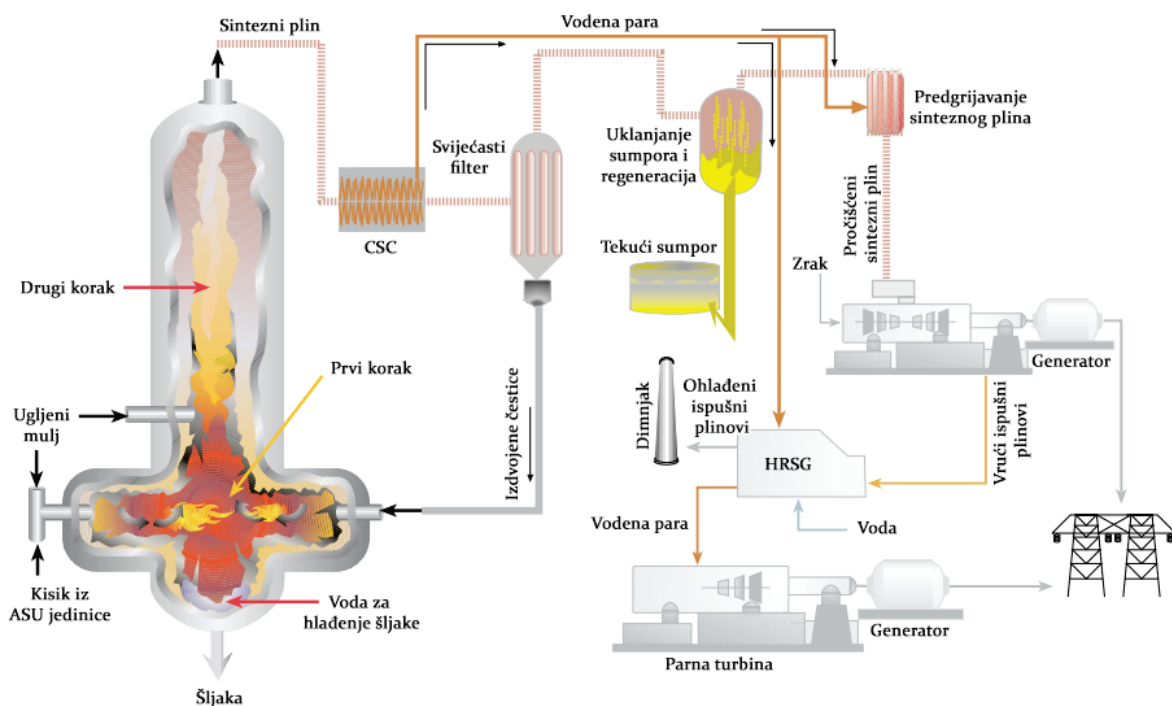 Sintezni plin
Vodena para
Predgrijavanje
sinteznog plina
Svijećasti
filter
Uklanjanje
sumpora i
regeneracija
CSC
Pročišćeni
sintezni plin
Tekući sumpor
Zrak
Drugi korak
Generator
Prvi korak
Ugljeni
mulj
Izdvojene čestice
Dimnjak
Ohlađeni
ispušni
plinovi
Vrući ispušni
plinovi
HRSG
Vodena para
Voda
Kisik iz
ASU jedinice
Voda za
hlađenje šljake
Generator
Parna turbina
Šljaka